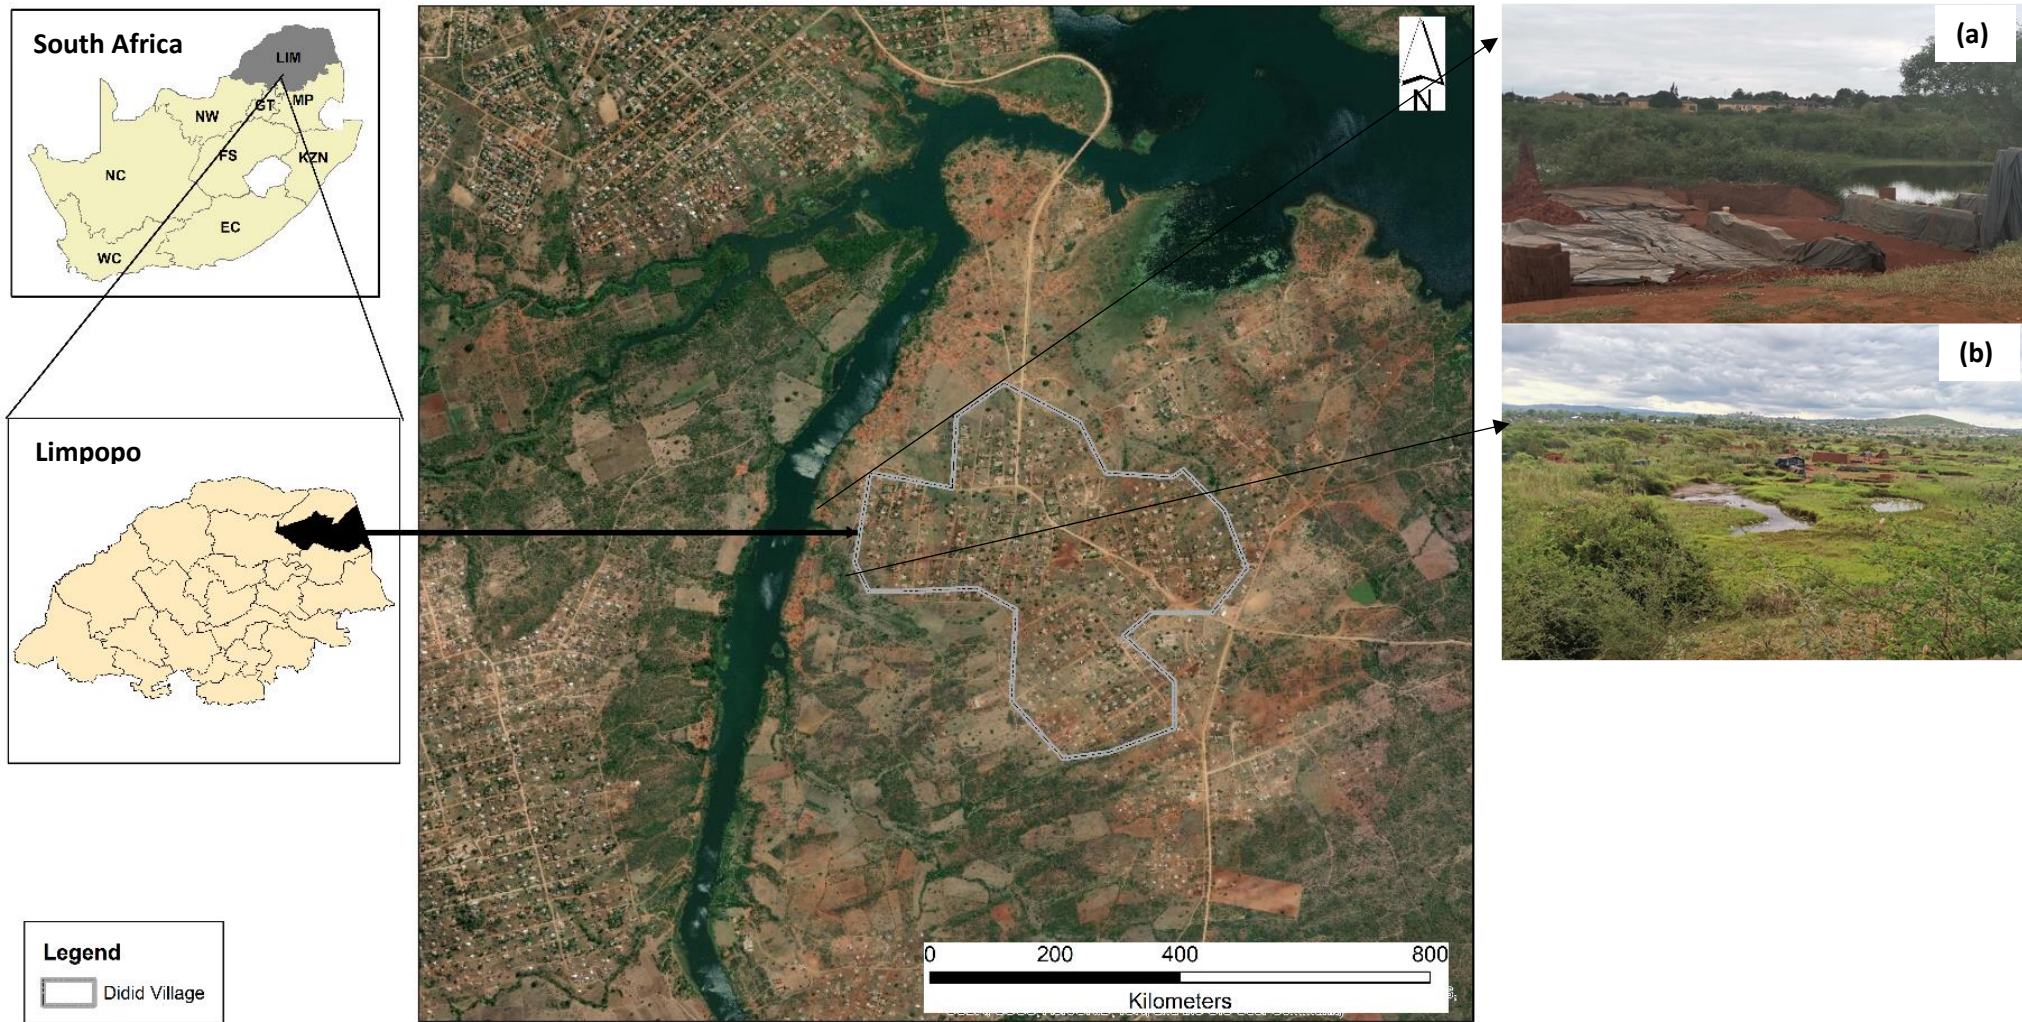 South Africa
LIM
GT
MP
NW
FS
KZN
NC
EC
WC
Limpopo
Legend
Didid Village
N
0 200 400 800
Kilometers
(a)
(b)